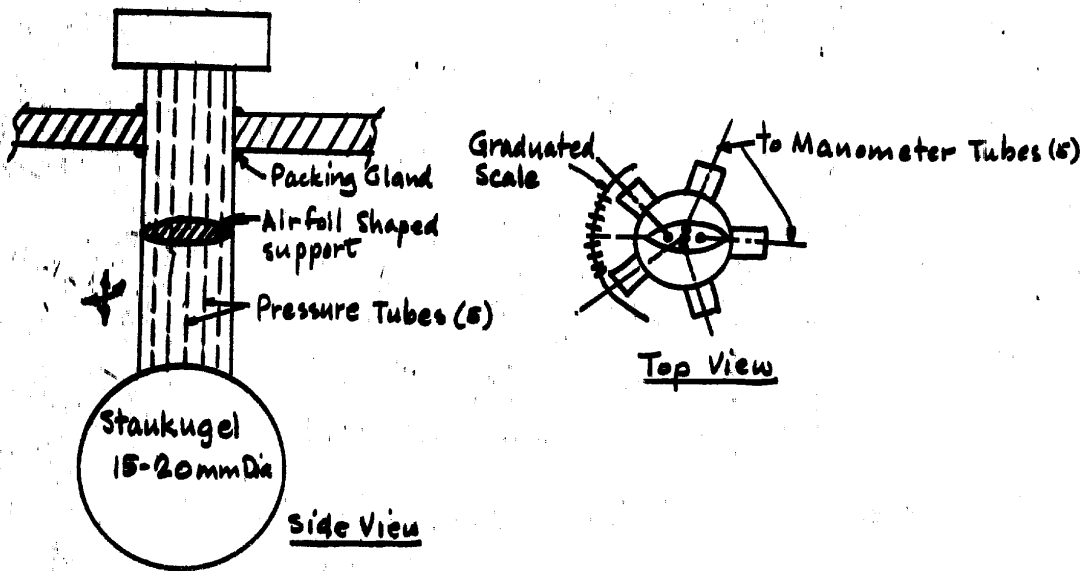 Packing Gland
Airfoil Shaped
support
Pressure Tubes (5)
Staukugel
15-20mm Dia
Side View
Graduated
Scale
to Manometer Tubes (5)
Top View